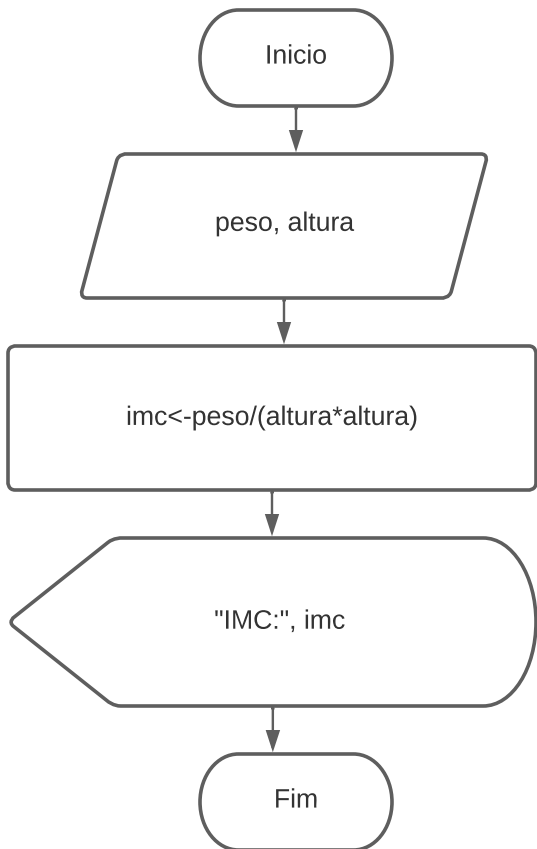 Inicio
peso, altura
imc<-peso/(altura*altura)
"IMC:", imc
Fim